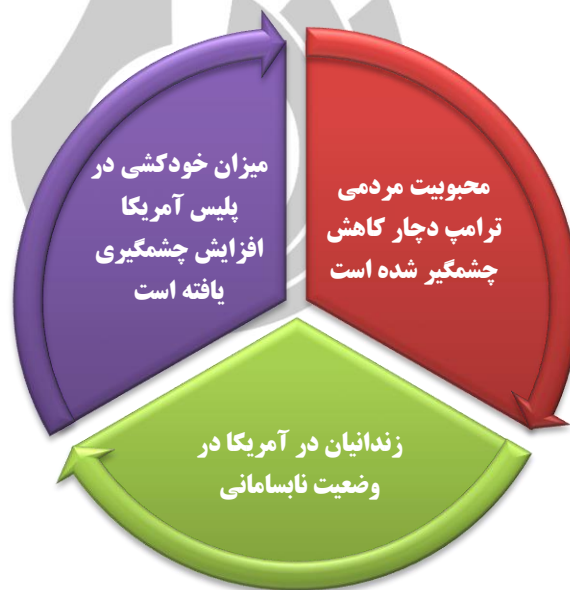 محبوبیت مردمی
ترامپ دچار کاهش
چشمگیر شده است
زندانیان در آمریکا در
وضعیت نابسامانی
میزان خودکشی در
پلیس آمریکا
افزایش چشمگیری
یافته است